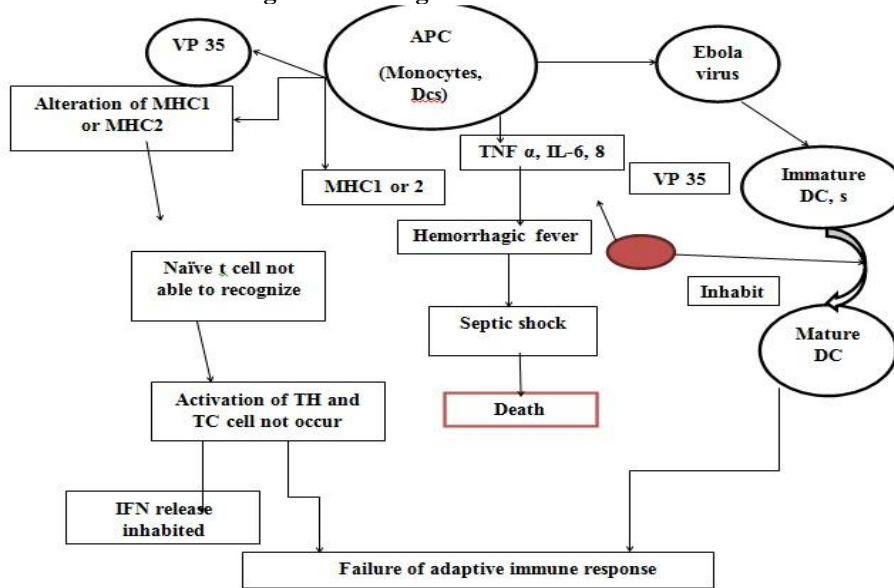 VP 35
APC
(Monocytes,
Dcs)
Ebola
virus
Alteration of MHC1
or MHC2
TNF α, IL-6, 8
MHC1 or 2
VP 35
Immature
DC, s
Hemorrhagic fever
Naïve t cell not
able to recognize
Inhabit
Septic shock
Mature
DC
Activation of TH and
TC cell not occur
Death
IFN release
inhabited
Failure of adaptive immune response